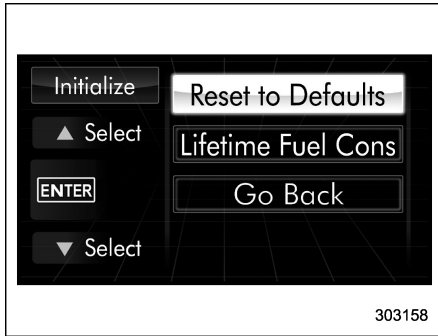 Initialize
Reset to Defaults
▲ Select
Lifetime Fuel Cons
ENTER
Go Back
▼ Select
303158